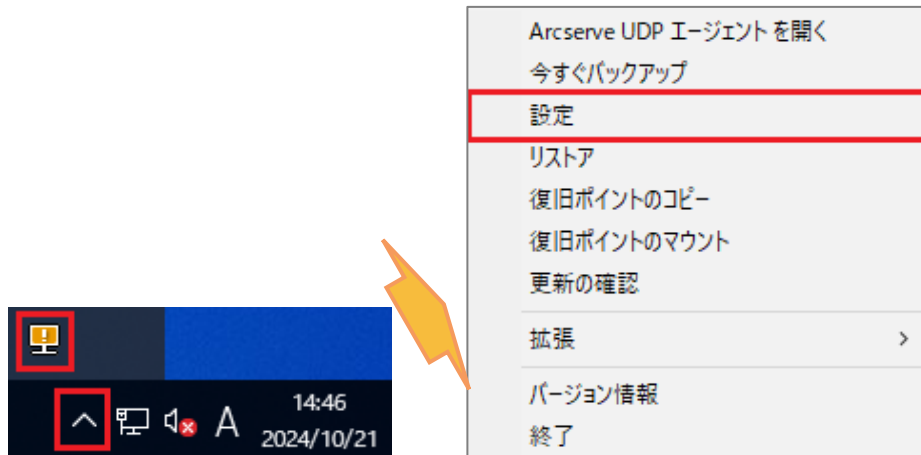 Arcserve UDP エージェント を開く
今すぐバックアップ
設定
リストア
復旧ポイントのコピー
復旧ポイントのマウント
更新の確認
拡張
バージョン情報
終了
A
14:46
2024/10/21